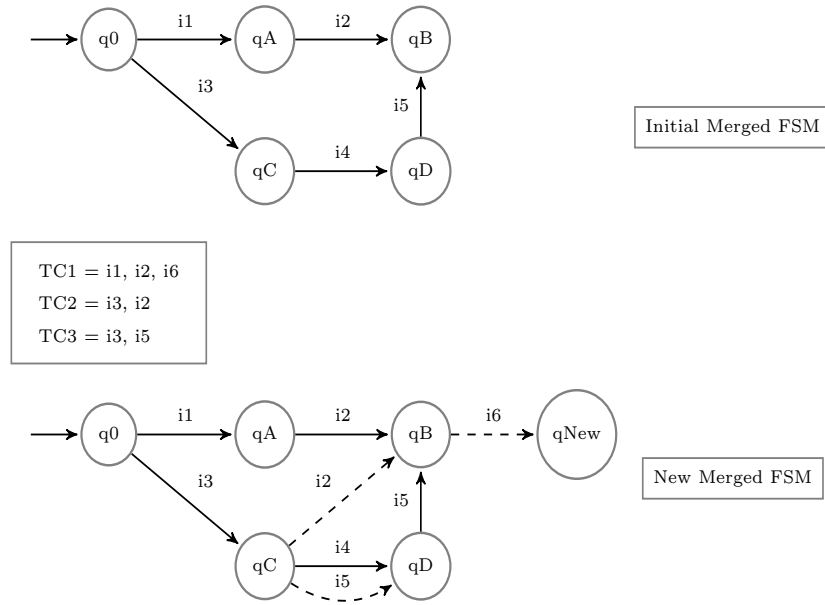 i1
i2
q0
qA
qB
i3
i5
Initial Merged FSM
i4
qC
qD
TC1 = i1, i2, i6
TC2 = i3, i2
TC3 = i3, i5
i1
i2
i6
q0
qA
qB
qNew
i3
i2
New Merged FSM
i5
i4
qC
qD
i5